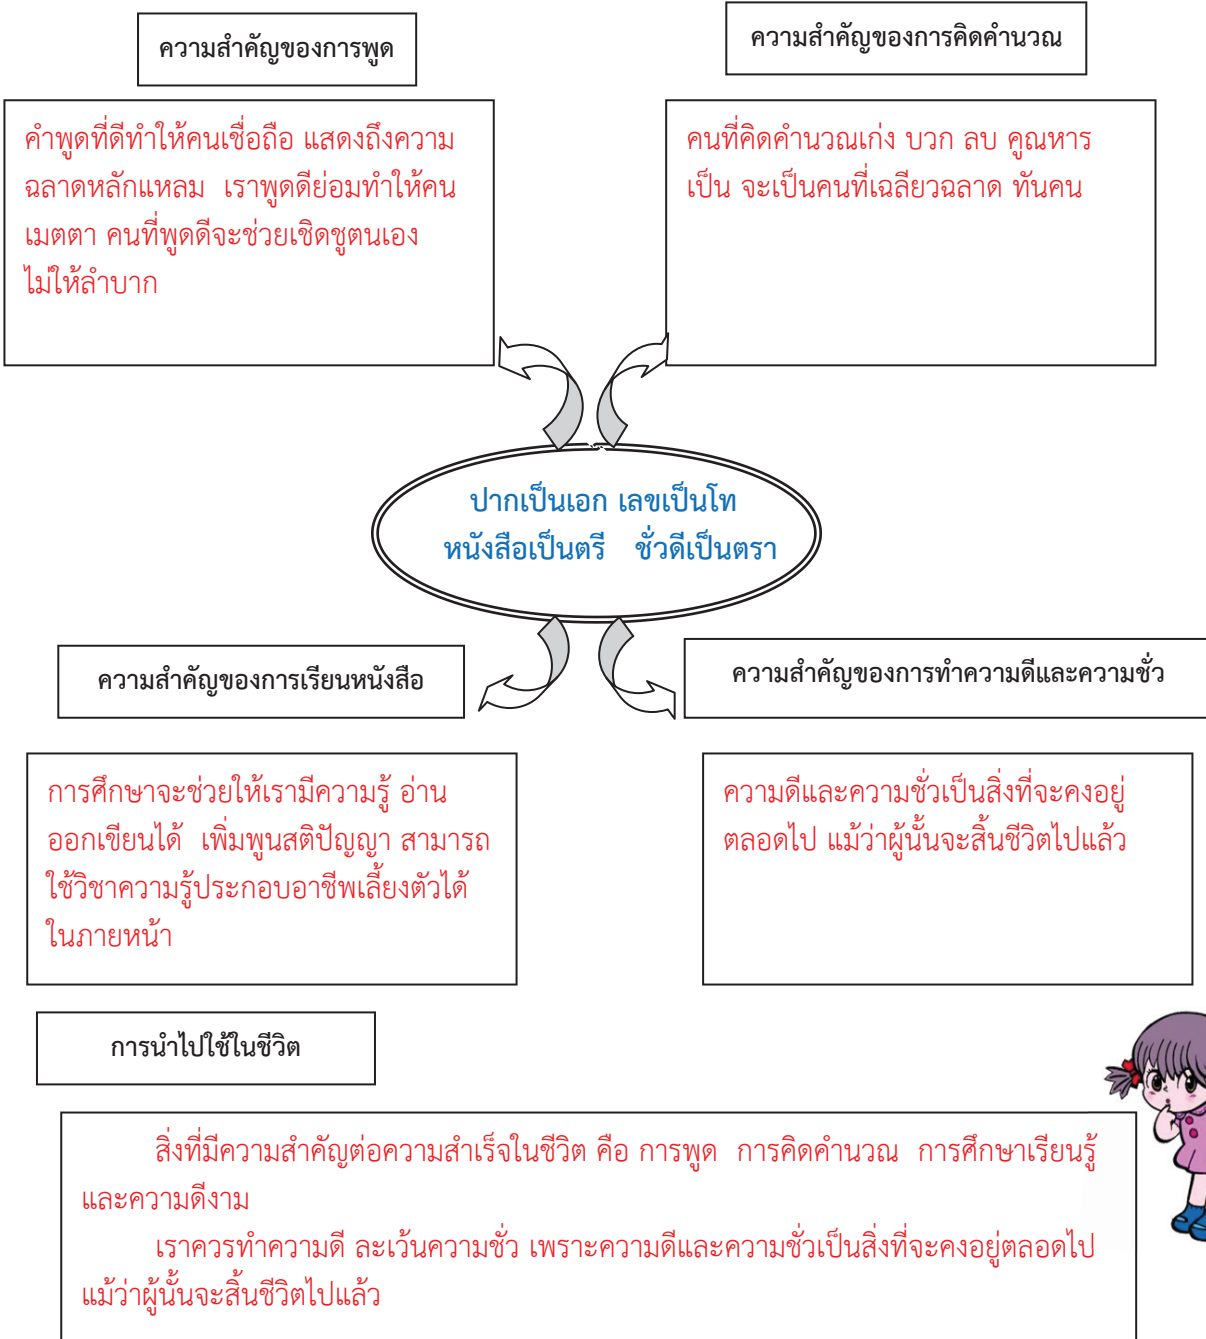 ความสำคัญของการพูด
ความสำคัญของการคิดคำนวณ
คำพูดที่ดีทำให้คนเชื่อถือ แสดงถึงความ
ฉลาดหลักแหลม เราพูดดีย่อมทำให้คน
เมตตา คนที่พูดดีจะช่วยเชิดชูตนเอง
ไม่ให้ลำบาก
คนที่คิดคำนวณเก่ง บวก ลบ คูณหาร
เป็น จะเป็นคนที่เฉลียวฉลาด ทันคน
ปากเป็นเอก เลขเป็นโท
หนังสือเป็นตรี ชั่วดีเป็นตรา
ความสำคัญของการเรียนหนังสือ
ความสำคัญของการทำความดีและความชั่ว
การศึกษาจะช่วยให้เรามีความรู้ อ่าน
ออกเขียนได้ เพิ่มพูนสติปัญญา สามารถ
ใช้วิชาความรู้ประกอบอาชีพเลี้ยงตัวได้
ในภายหน้า
ความดีและความชั่วเป็นสิ่งที่จะคงอยู่
ตลอดไป แม้ว่าผู้นั้นจะสิ้นชีวิตไปแล้ว
การนำไปใช้ในชีวิต
สิ่งที่มีความสำคัญต่อความสำเร็จในชีวิต คือ การพูด การคิดคำนวณ การศึกษาเรียนรู้
และความดีงาม
เราควรทำความดี ละเว้นความชั่ว เพราะความดีและความชั่วเป็นสิ่งที่จะคงอยู่ตลอดไป
แม้ว่าผู้นั้นจะสิ้นชีวิตไปแล้ว